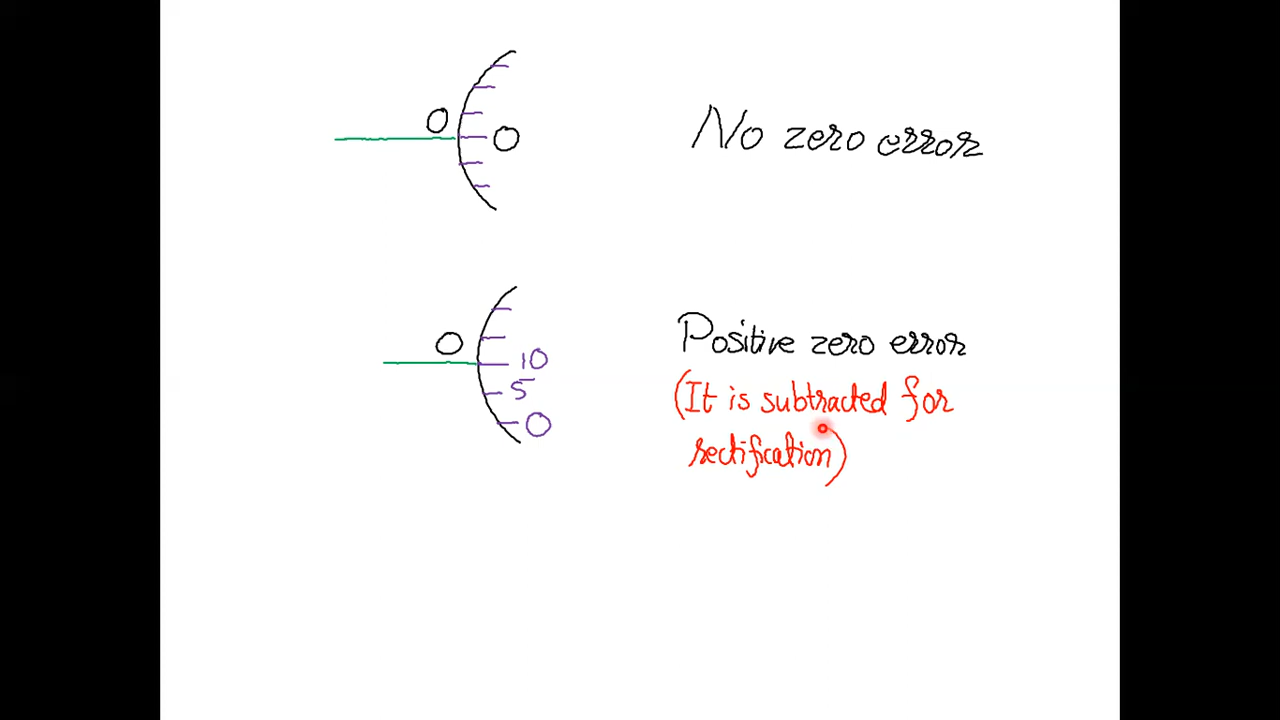 0
0
No zero error
0
10
5
0
Positive zero error
(It is subtracted for
rectification)